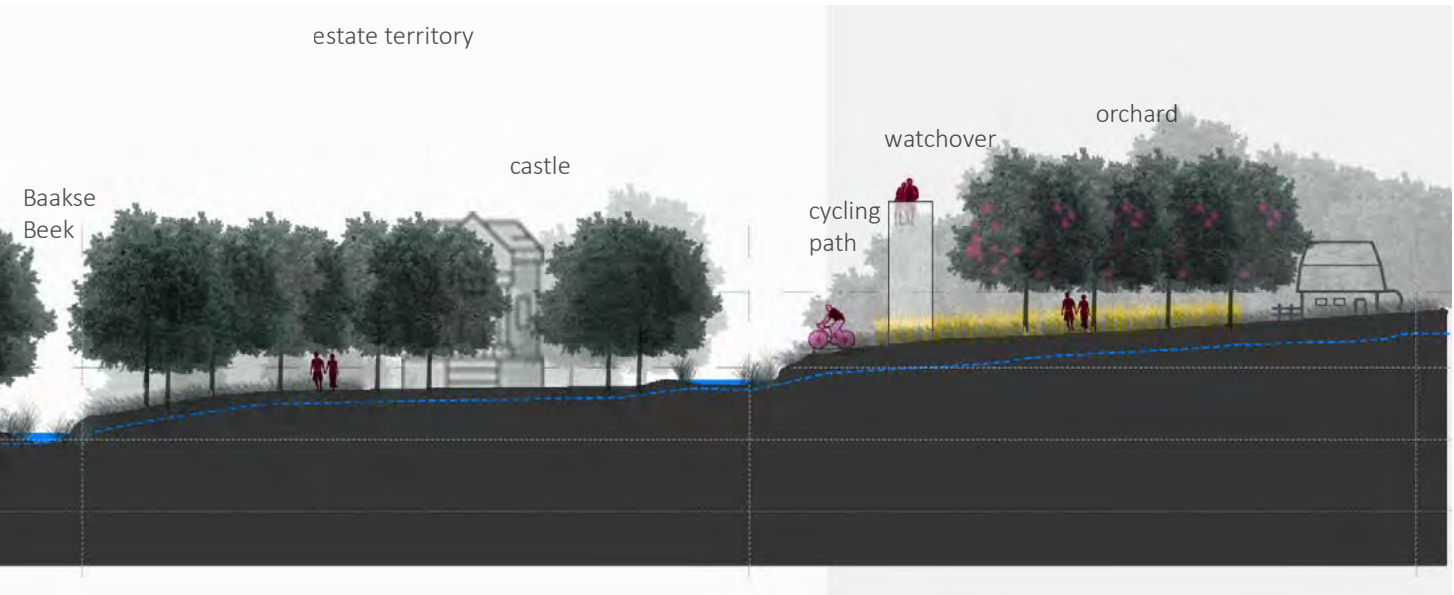 estate territory
orchard
watchover
castle
Baakse
Beek
cycling
path